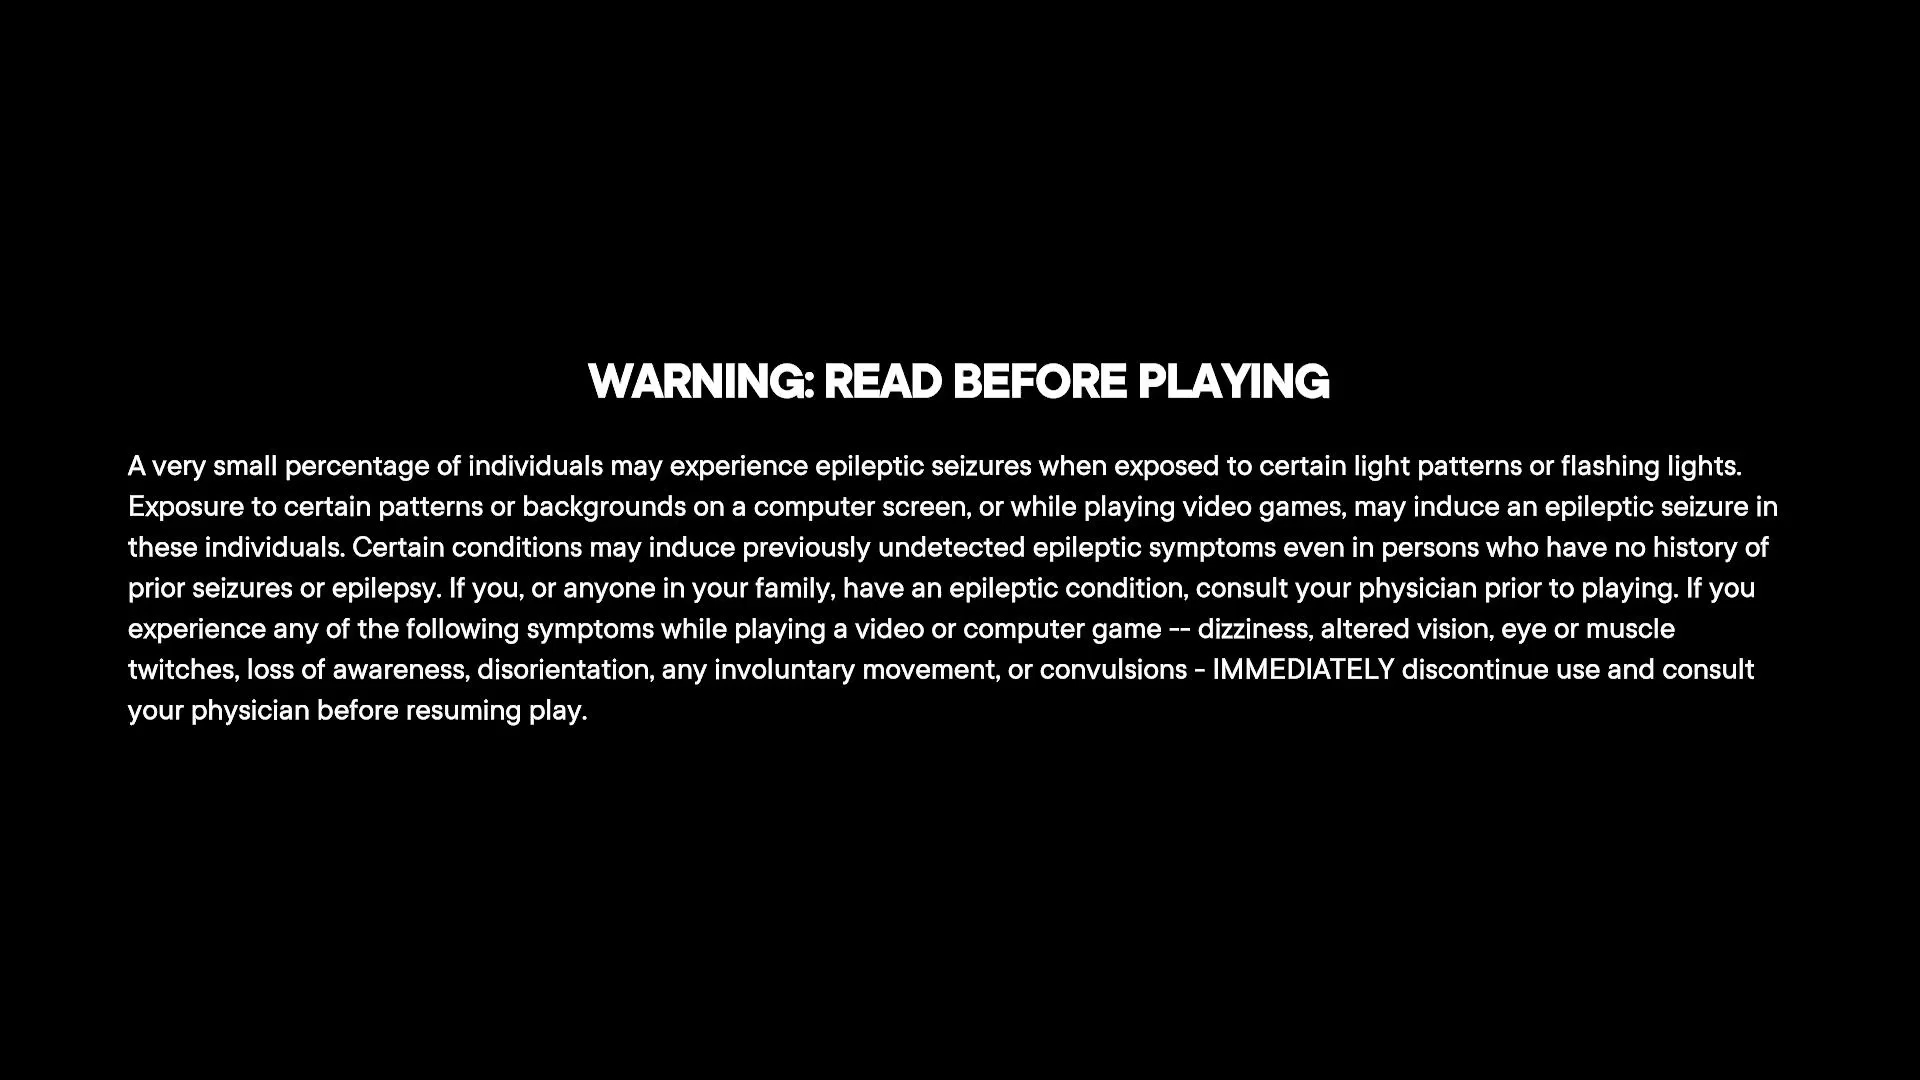 WARNING: READ BEFORE PLAYING
A very small percentage of individuals may experience epileptic seizures when exposed to certain light patterns or flashing lights.
Exposure to certain patterns or backgrounds on a computer screen, or while playing video games, may induce an epileptic seizure in
these individuals. Certain conditions may induce previously undetected epileptic symptoms even in persons who have no history of
prior seizures or epilepsy. If you, or anyone in your family, have an epileptic condition, consult your physician prior to playing. If you
experience any of the following symptoms while playing a video or computer game -- dizziness, altered vision, eye or muscle
twitches, loss of awareness, disorientation, any involuntary movement, or convulsions - IMMEDIATELY discontinue use and consult
your physician before resuming play.